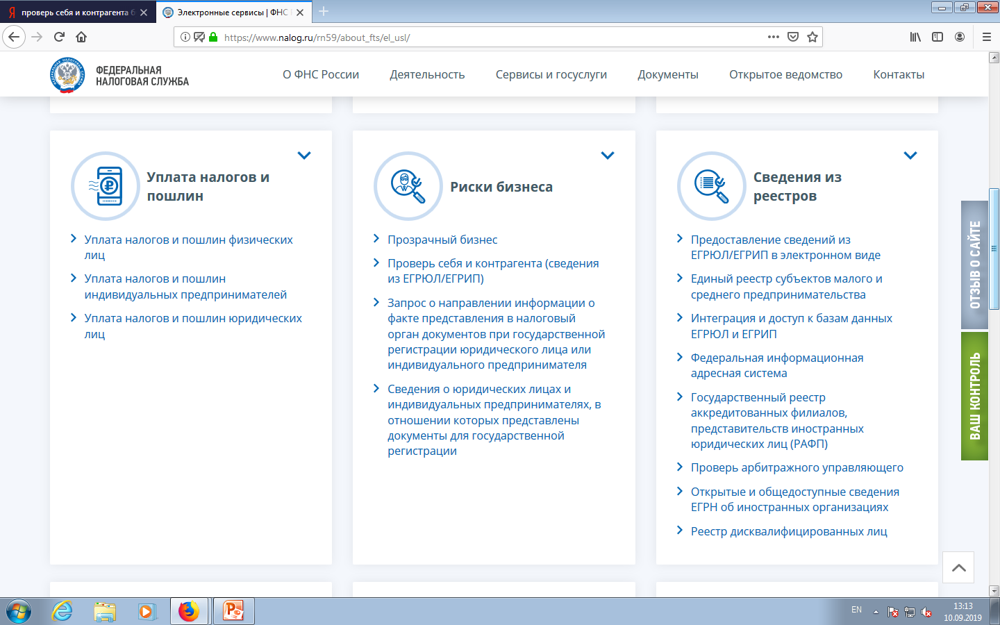 проверь себя и контрагента б
Электронные сервисы | ФНС
https://www.nalog.ru/rn59/about_fts/el_usl/
ФЕДЕРАЛЬНАЯ
НАЛОГОВАЯ СЛУЖБА
О ФНС России
Деятельность
Сервисы и госуслуги
Документы
Открытое ведомство
Контакты
Уплата налогов и
пошлин
Уплата налогов и пошлин физических
лиц
Уплата налогов и пошлин
индивидуальных предпринимателей
Уплата налогов и пошлин юридических
лиц
Риски бизнеса
Прозрачный бизнес
Проверь себя и контрагента (сведения
из ЕГРЮЛ/ЕГРИП)
Запрос о направлении информации о
факте представления в налоговый
орган документов при государственной
регистрации юридического лица или
индивидуального предпринимателя
Сведения о юридических лицах и
индивидуальных предпринимателях, в
отношении которых представлены
документы для государственной
регистрации
Сведения из
реестров
Предоставление сведений из
ЕГРЮЛ/ЕГРИП в электронном виде
Единый реестр субъектов малого и
среднего предпринимательства
Интеграция и доступ к базам данных
ЕГРЮЛ и ЕГРИП
Федеральная информационная
адресная система
Государственный реестр
аккредитованных филиалов,
представительств иностранных
юридических лиц (РАФП)
Проверь арбитражного управляющего
Открытые и общедоступные сведения
ЕГРН об иностранных организациях
Реестр дисквалифицированных лиц
ОТЗЫВ О САЙТЕ
ВАШ КОНТРОЛЬ
EN
13:13
10.09.2019